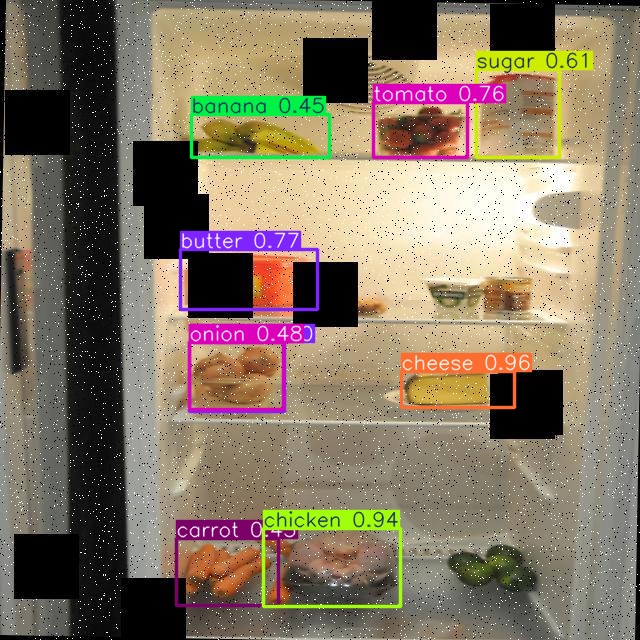 sugar 0.61
banana 0.45
tomato 0.76
butter 0.77
onion 0.48
cheese 0.96
chicken 0.94
carrot